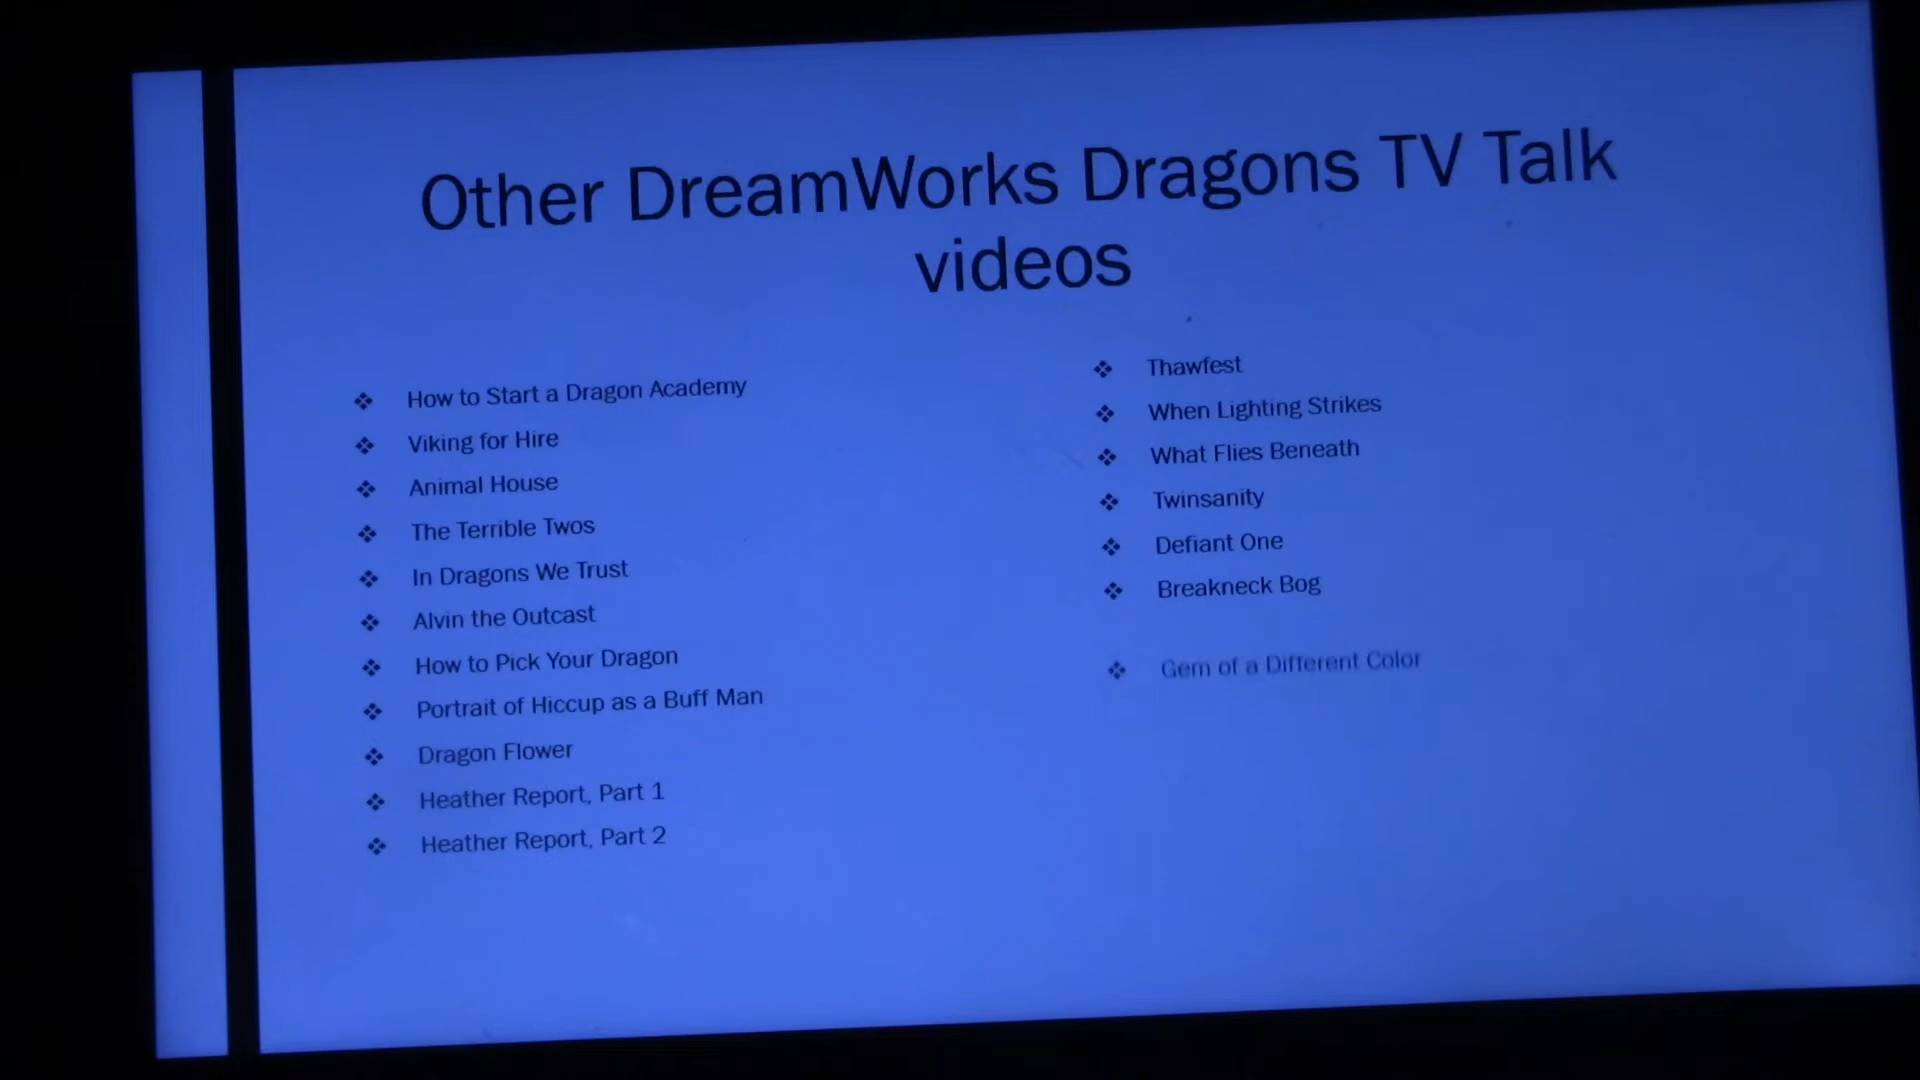 Other DreamWorks Dragons TV Talk
videos
How to Start a Dragon Academy
Viking for Hire
Animal House
The Terrible Twos
In Dragons We Trust
Alvin the Outcast
How to Pick Your Dragon
Portrait of Hiccup as a Buff Man
Dragon Flower
Heather Report, Part 1
Heather Report, Part 2
Thawfest
When Lighting Strikes
What Flies Beneath
Twinsanity
Defiant One
Breakneck Bog
Gem of a Different Color